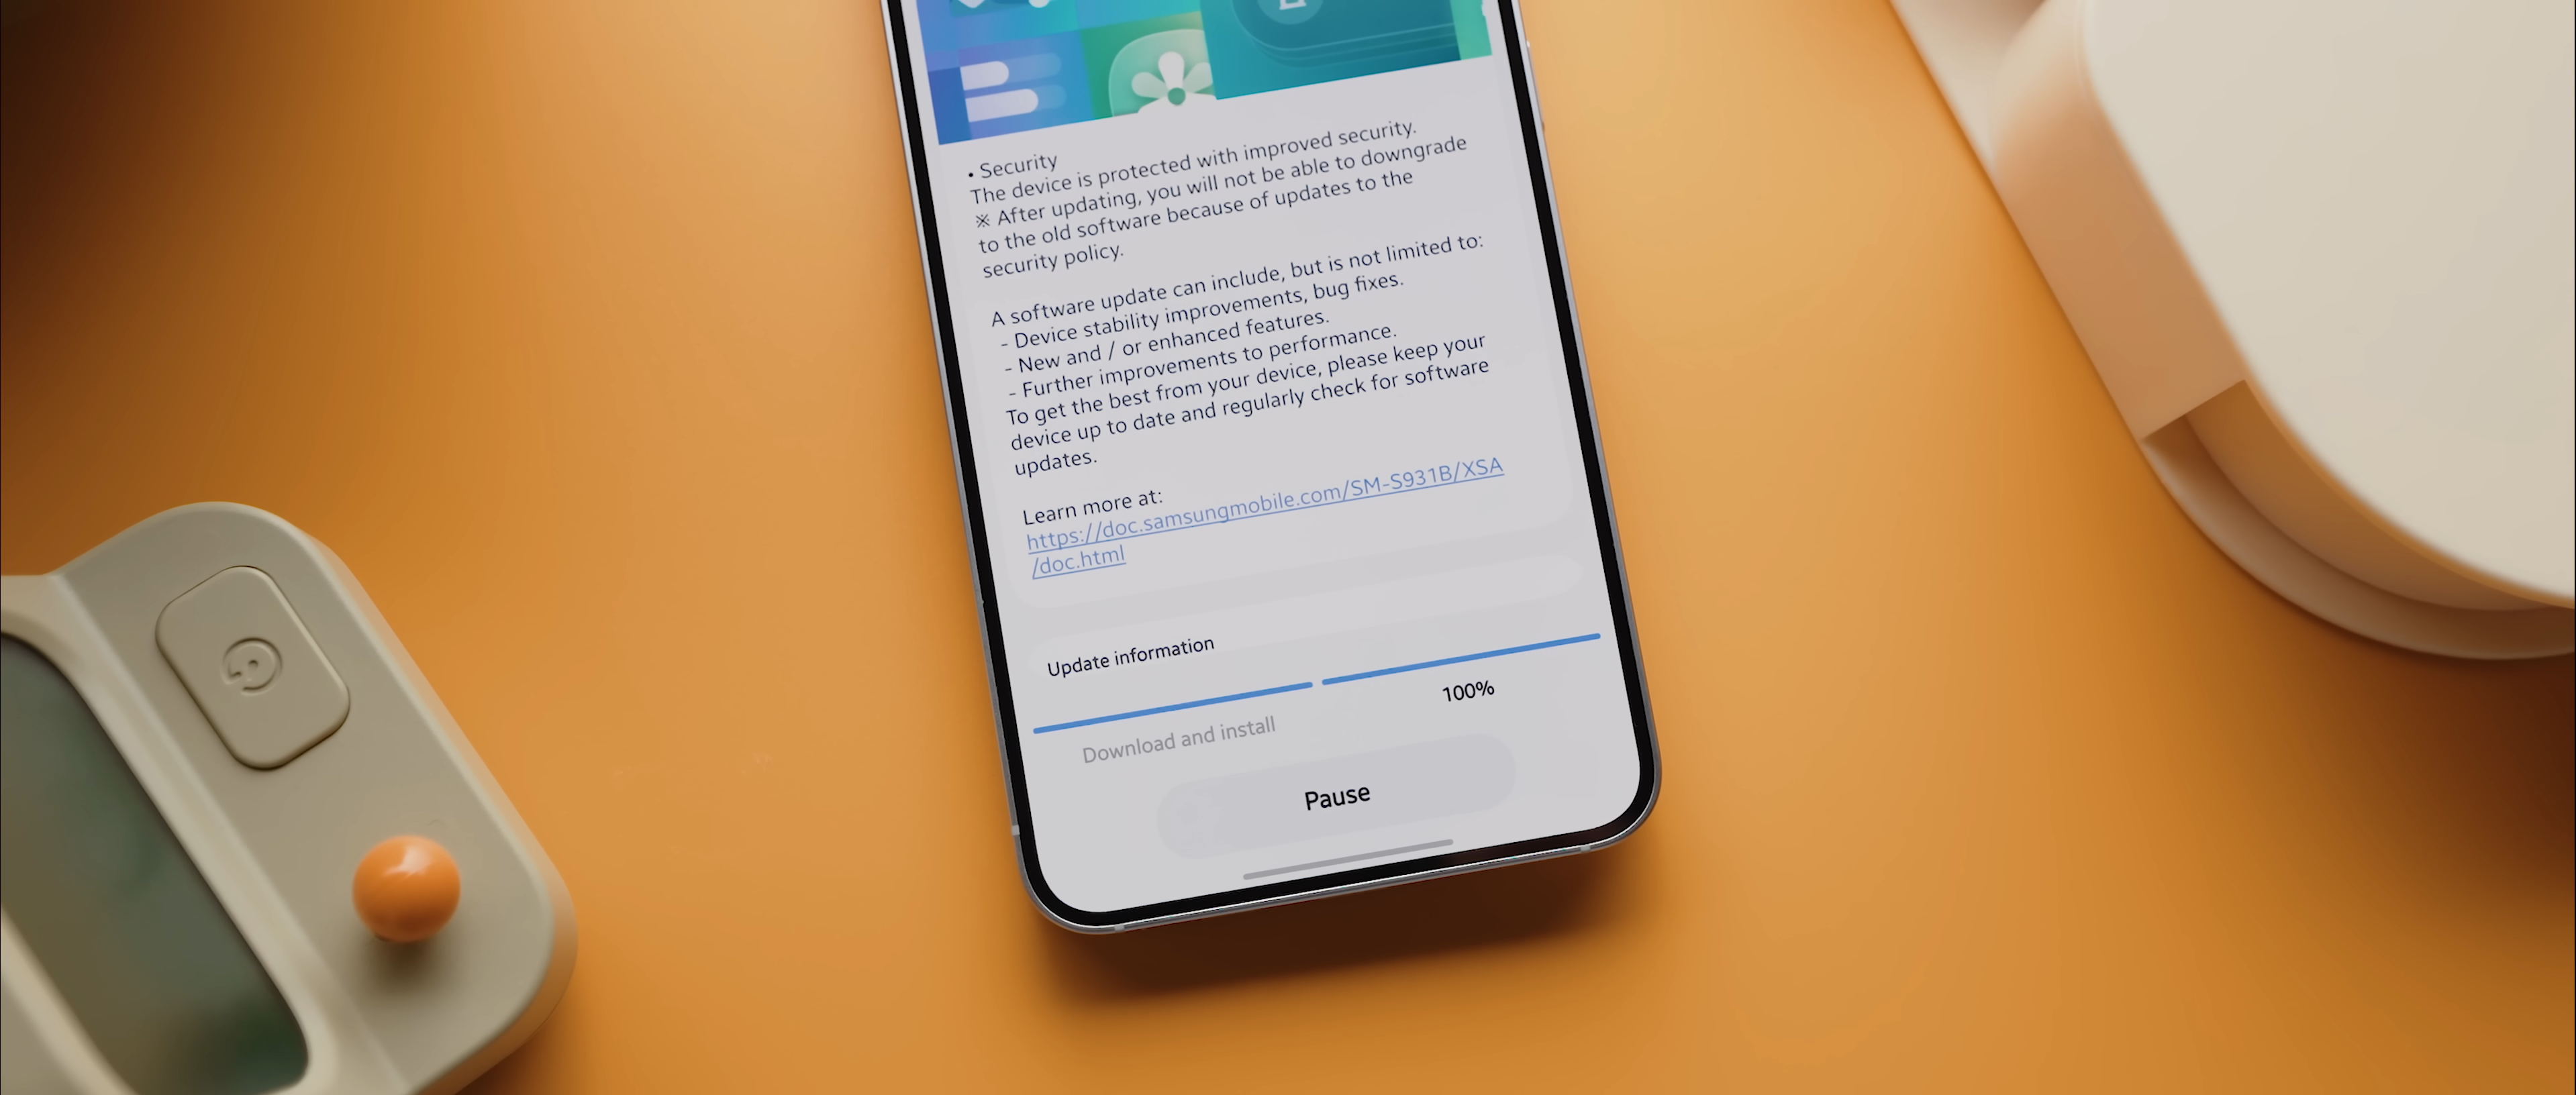 • Security
The device is protected with improved security.
※ After updating, you will not be able to downgrade
to the old software because of updates to the
security policy.
A software update can include, but is not limited to:
- Device stability improvements, bug fixes.
- New and / or enhanced features.
- Further improvements to performance.
To get the best from your device, please keep your
device up to date and regularly check for software
updates.
Learn more at:
https://doc.samsungmobile.com/SM-S931B/XSA
/doc.html
Update information
100%
Download and install
Pause